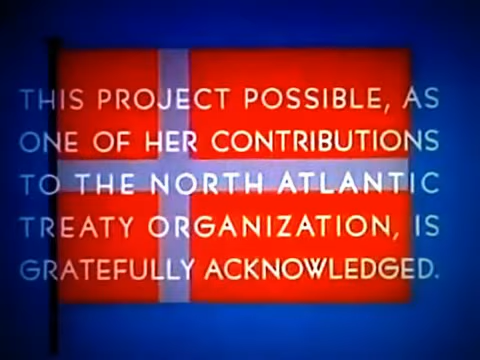 THIS PROJECT POSSIBLE, AS
ONE OF HER CONTRIBUTIONS
TO THE NORTH ATLANTIC
TREATY ORGANIZATION, IS
GRATEFULLY ACKNOWLEDGED.